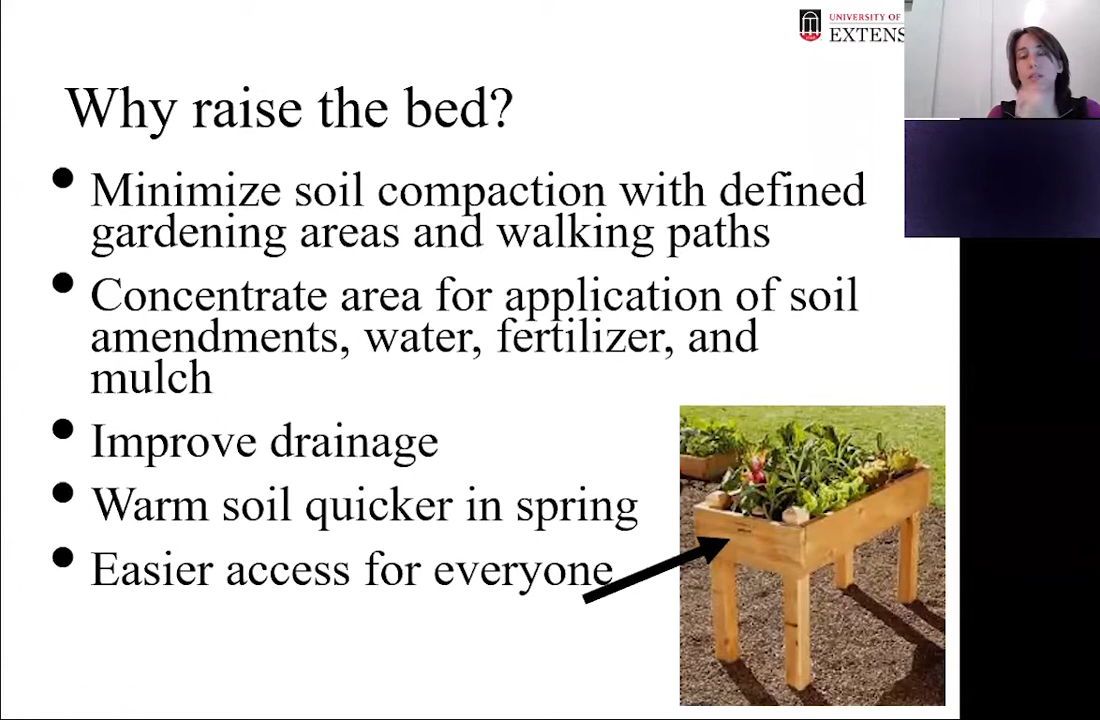 UNIVERSITY OF
Why raise the bed?
Minimize soil compaction with defined
gardening areas and walking paths
Concentrate area for application of soil
amendments, water, fertilizer, and
mulch
Improve drainage
Warm soil quicker in spring
Easier access for everyone